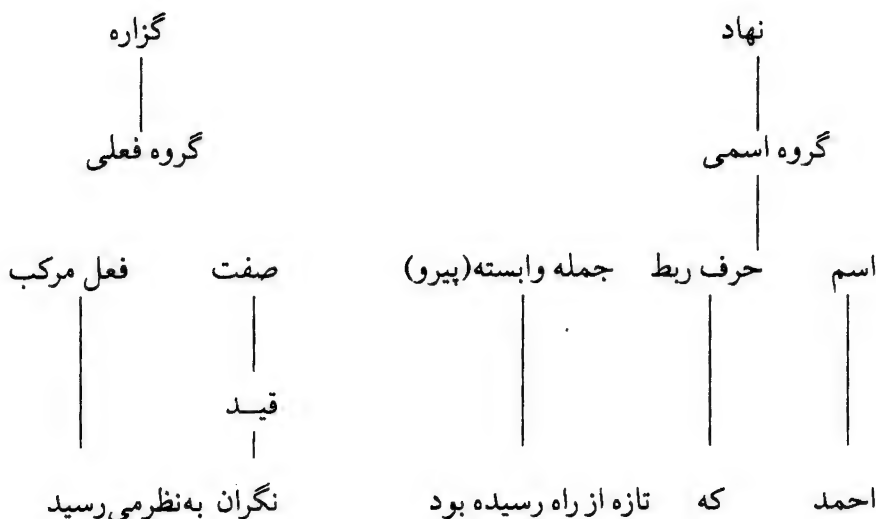 نهاد گزاره
گروه اسمی گروه فعلی
اسم حرف ربط جمله وابسته(پیرو) صفت فعل مرکب
قیـد
احمد که تازه از راه رسیده بود نگران به‌نظرمی‌رسید